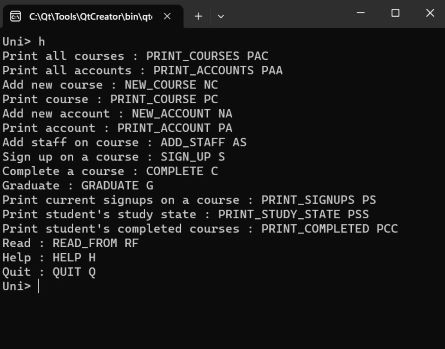 C:\Qt\Tools\QtCreator\bin\qt
Uni> h
Print all courses : PRINT_COURSES PAC
Print all accounts : PRINT_ACCOUNTS PAA
Add new course : NEW_COURSE NC
Print course : PRINT_COURSE PC
Add new account : NEW_ACCOUNT NA
Print account : PRINT_ACCOUNT PA
Add staff on course : ADD_STAFF AS
Sign up on a course : SIGN_UP S
Complete a course : COMPLETE C
Graduate : GRADUATE G
Print current signups on a course : PRINT_SIGNUPS PS
Print student's study state : PRINT_STUDY_STATE PSS
Print student's completed courses : PRINT_COMPLETED PCC
Read : READ_FROM RF
Help : HELP H
Quit : QUIT Q
Uni>